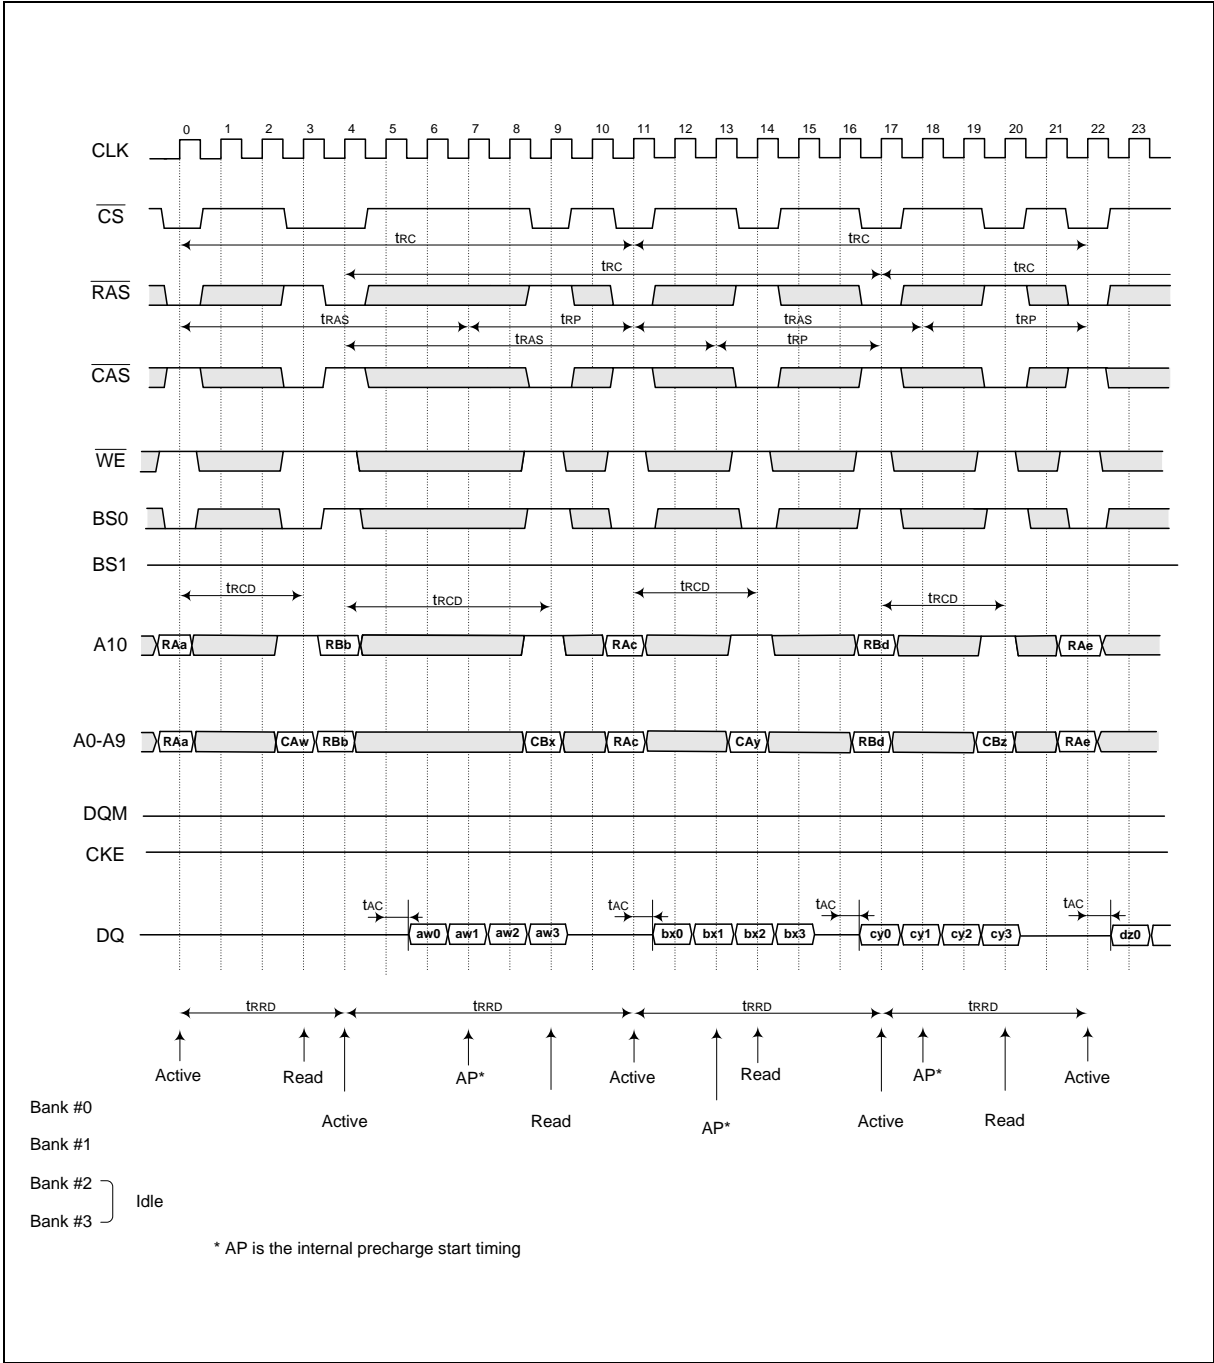 0 1 2 3 4 5 6 7 8 9 10 11 12 13 14 15 16 17 18 19 20 21 22 23
CLK
CS
tRC tRC
tRC tRC
RAS
tRAS tRP tRAS tRP
tRAS tRP
CAS
WE
BS0
BS1
tRCD tRCD tRCD tRCD
A10 RAa RBb RAc RBd RAe
A0-A9 RAa CAw RBb CBx RAc CAy RBd CBz RAe
DQM
CKE
tAC tAC tAC tAC
DQ aw0 aw1 aw2 aw3 bx0 bx1 bx2 bx3 cy0 cy1 cy2 cy3 dz0
tRRD tRRD tRRD tRRD
Active Read AP* Active Read AP* Active
Bank #0
Active Read AP* Active Read
Bank #1
Bank #2
Idle
Bank #3
* AP is the internal precharge start timing